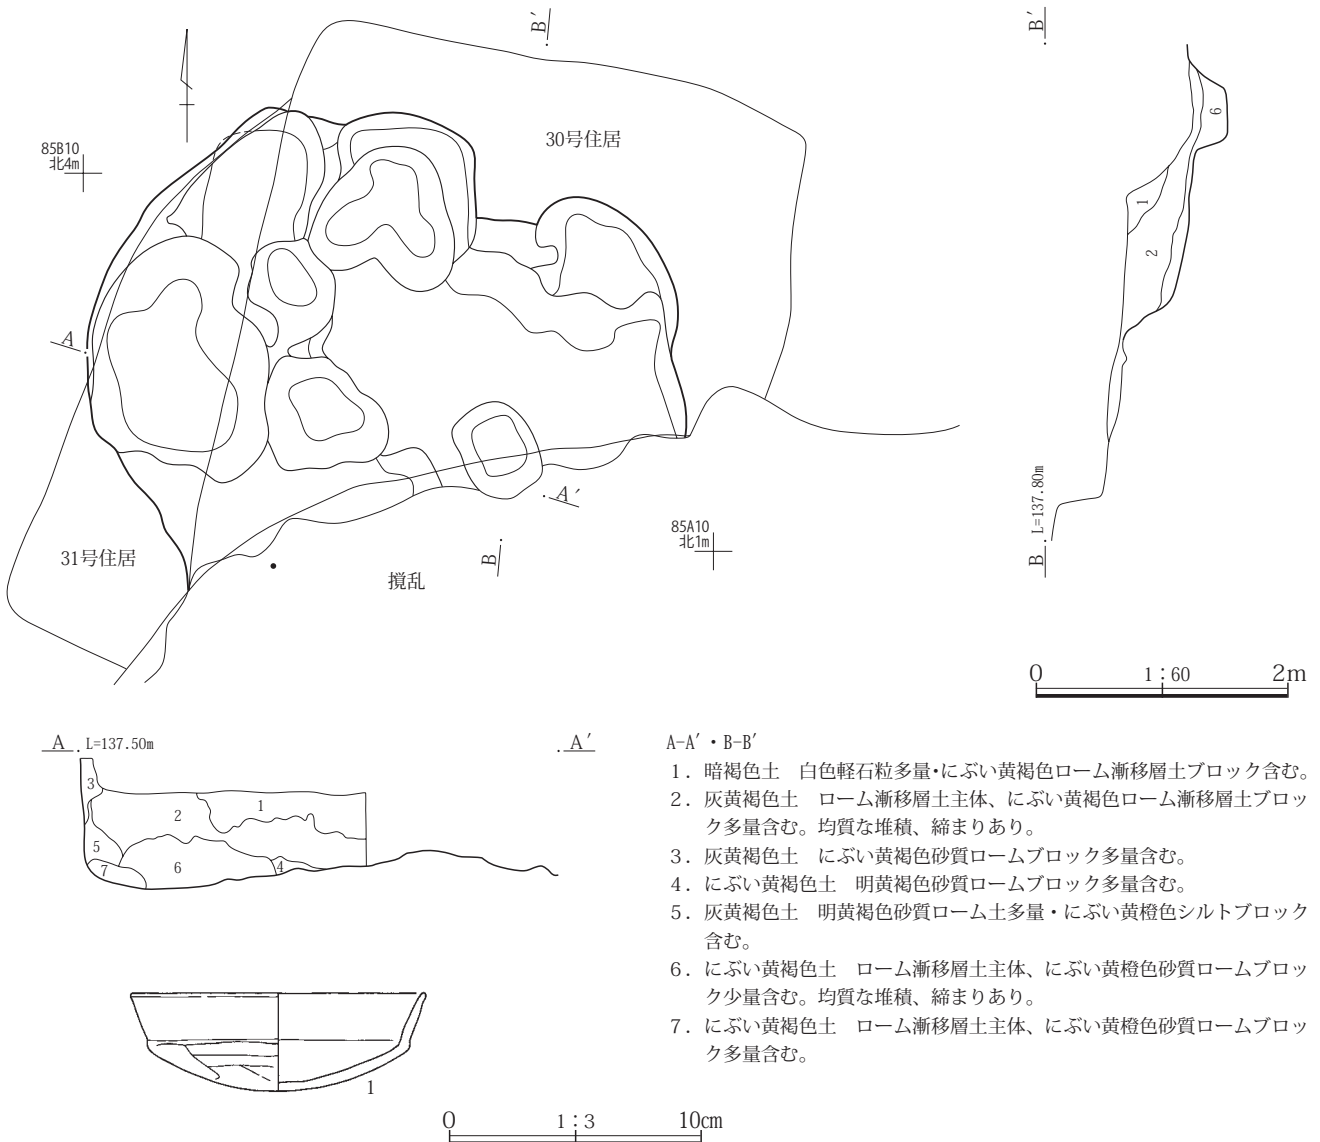 B′
B′
6
30号住居
85B10
北4m
1
2
A
A′
L=137.80m
85A10
北1m
B
B
31号住居
撹乱
0 1：60 2m
A L=137.50m A′
3
1
2
5
6
4
7
A-A′・B-B′
1．暗褐色土　白色軽石粒多量・にぶい黄褐色ローム漸移層土ブロック含む。
2．灰黄褐色土　ローム漸移層土主体、にぶい黄褐色ローム漸移層土ブロッ
ク多量含む。均質な堆積、締まりあり。
3．灰黄褐色土　にぶい黄褐色砂質ロームブロック多量含む。
4．にぶい黄褐色土　明黄褐色砂質ロームブロック多量含む。
5．灰黄褐色土　明黄褐色砂質ローム土多量・にぶい黄橙色シルトブロック
含む。
6．にぶい黄褐色土　ローム漸移層土主体、にぶい黄橙色砂質ロームブロッ
ク少量含む。均質な堆積、締まりあり。
7．にぶい黄褐色土　ローム漸移層土主体、にぶい黄橙色砂質ロームブロッ
ク多量含む。
1
0 1：3 10cm